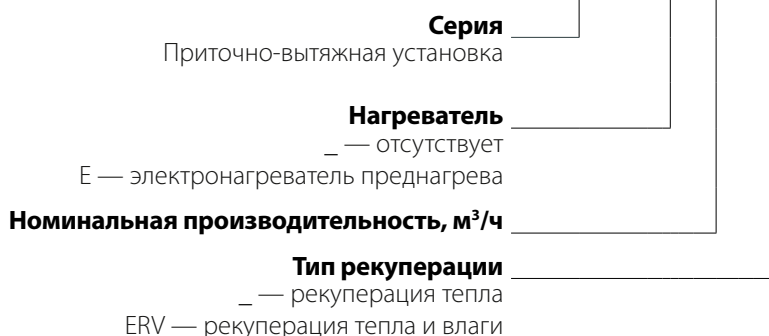 Серия
Приточно-вытяжная установка
Нагреватель
_ — отсутствует
Е — электронагреватель преднагрева
Номинальная производительность, м³/ч
Тип рекуперации
_ — рекуперация тепла
ERV — рекуперация тепла и влаги